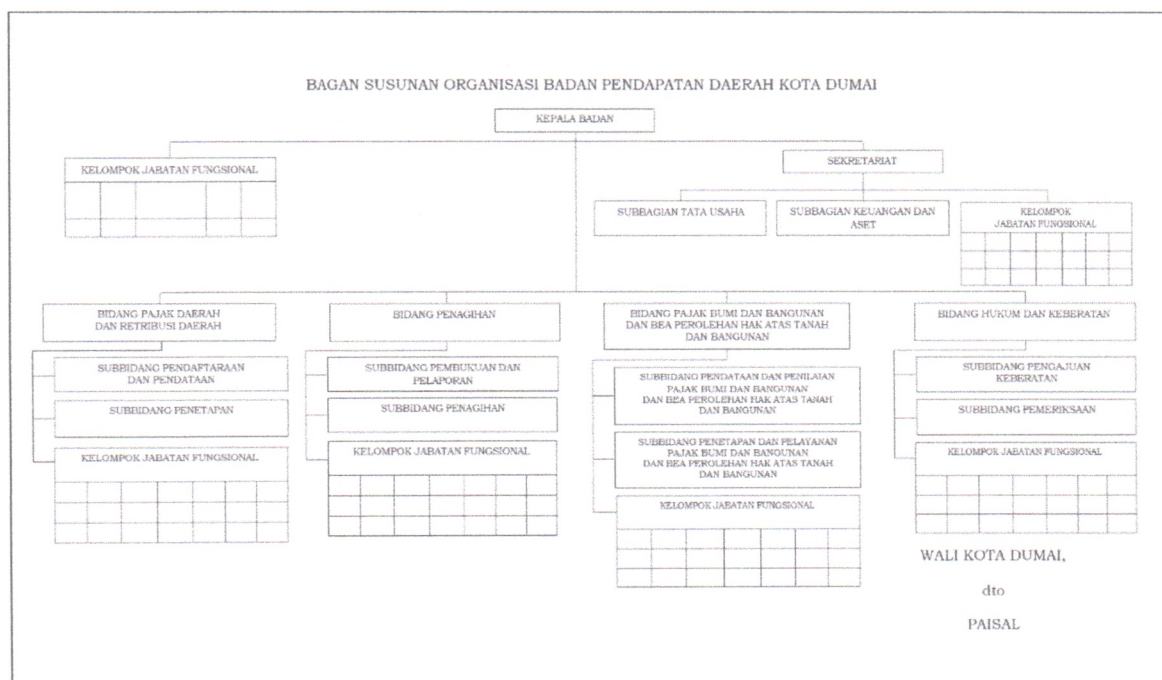 BAGAN SUSUNAN ORGANISASI BADAN PENDAPATAN DAERAH KOTA DUMAI
KEPALA BADAN
KELOMPOK JABATAN FUNGSIONAL
SEKRETARIAT
SUBBAGIAN TATA USAHA
SUBBAGIAN KEUANGAN DAN
ASET
KELOMPOK
JABATAN FUNGSIONAL
BIDANG PAJAK DAERAH
DAN RETRIBUSI DAERAH
SUBBIDANG PENDAFTARAAN
DAN PENDATAAN
SUBBIDANG PENETAPAN
KELOMPOK JABATAN FUNGSIONAL
BIDANG PENAGIHAN
SUBBIDANG PEMBUKUAN DAN
PELAPORAN
SUBBIDANG PENAGIHAN
KELOMPOK JABATAN FUNGSIONAL
BIDANG PAJAK BUMI DAN BANGUNAN
DAN BEA PEROLEHAN HAK ATAS TANAH
DAN BANGUNAN
SUBBIDANG PENDATAAN DAN PENILAIAN
PAJAK BUMI DAN BANGUNAN
DAN BEA PEROLEHAN HAK ATAS TANAH
DAN BANGUNAN
SUBBIDANG PENETAPAN DAN PELAYANAN
PAJAK BUMI DAN BANGUNAN
DAN BEA PEROLEHAN HAK ATAS TANAH
DAN BANGUNAN
KELOMPOK JABATAN FUNGSIONAL
BIDANG HUKUM DAN KEBERATAN
SUBBIDANG PENGAJUAN
KEBERATAN
SUBBIDANG PEMERIKSAAN
KELOMPOK JABATAN FUNGSIONAL
WALI KOTA DUMAI,
dto
PAISAL